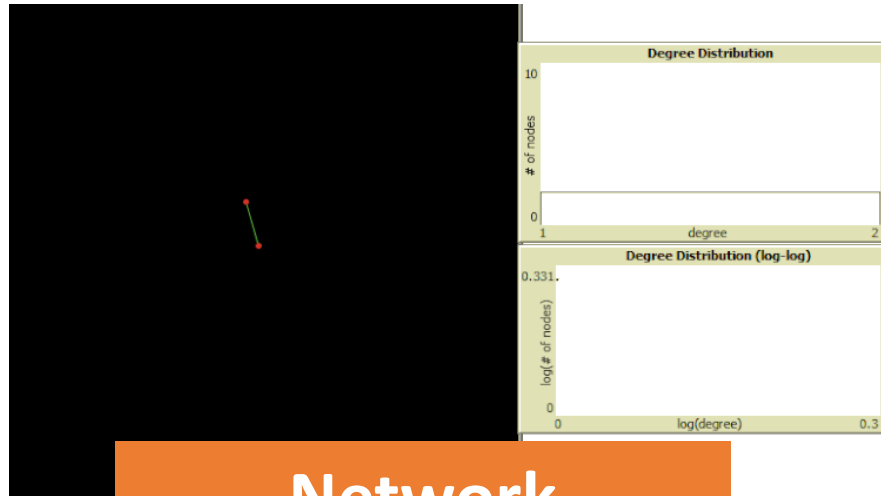 Degree Distribution
10
# of nodes
0
1 degree 2
Degree Distribution (log-log)
0.331
log(# of nodes)
0
0 log(degree) 0.3
Network